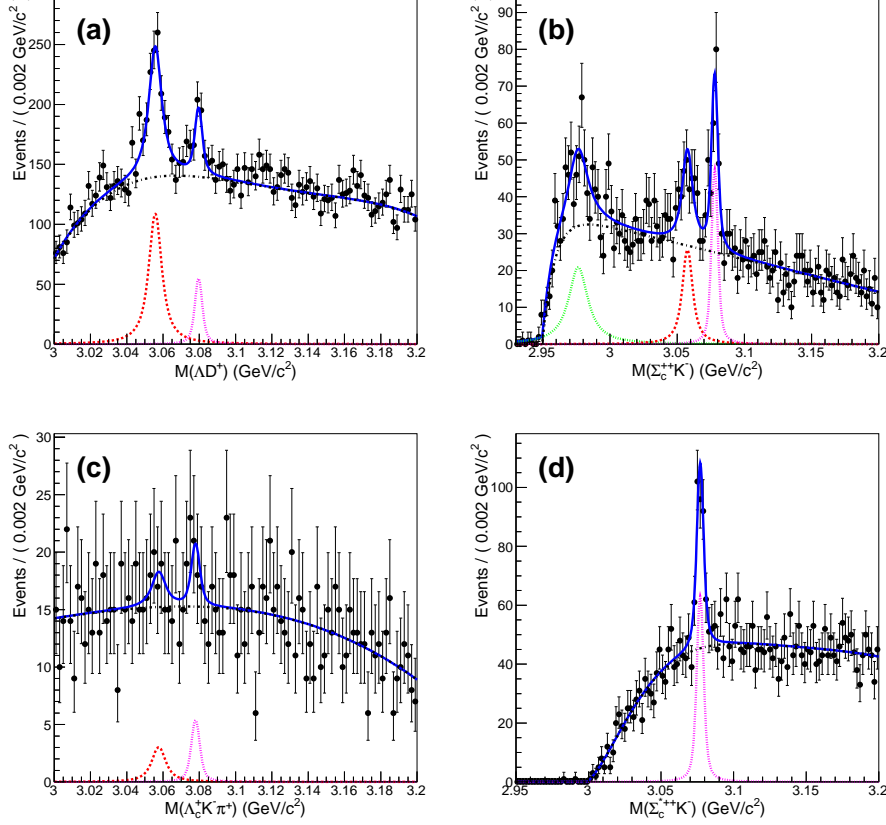 (a)
Events / ( 0.002 GeV/c²)
250
200
150
100
50
0
3 3.02 3.04 3.06 3.08 3.1 3.12 3.14 3.16 3.18 3.2
M(ΛD⁺) (GeV/c²)
(b)
Events / ( 0.002 GeV/c²)
90
80
70
60
50
40
30
20
10
0
2.95 3 3.05 3.1 3.15 3.2
M(Σc⁺⁺K⁻) (GeV/c²)
(c)
Events / ( 0.002 GeV/c²)
30
25
20
15
10
5
0
3 3.02 3.04 3.06 3.08 3.1 3.12 3.14 3.16 3.18 3.2
M(Λc⁺K⁻π⁺) (GeV/c²)
(d)
Events / ( 0.002 GeV/c²)
100
80
60
40
20
0
2.95 3 3.05 3.1 3.15 3.2
M(Σc*⁺⁺K⁻) (GeV/c²)